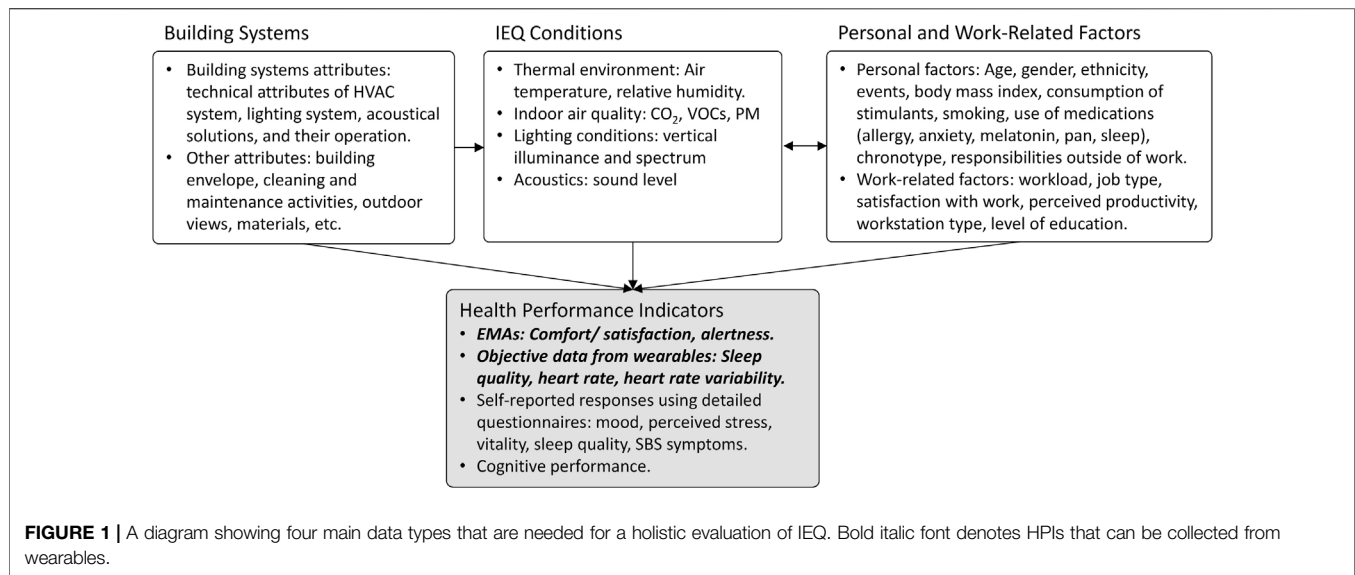 Building Systems
• Building systems attributes:
technical attributes of HVAC
system, lighting system, acoustical
solutions, and their operation.
• Other attributes: building
envelope, cleaning and
maintenance activities, outdoor
views, materials, etc.
IEQ Conditions
• Thermal environment: Air
temperature, relative humidity.
• Indoor air quality: CO₂, VOCs, PM
• Lighting conditions: vertical
illuminance and spectrum
• Acoustics: sound level
Personal and Work-Related Factors
• Personal factors: Age, gender, ethnicity,
events, body mass index, consumption of
stimulants, smoking, use of medications
(allergy, anxiety, melatonin, pan, sleep),
chronotype, responsibilities outside of work.
• Work-related factors: workload, job type,
satisfaction with work, perceived productivity,
workstation type, level of education.
Health Performance Indicators
• EMAs: Comfort/ satisfaction, alertness.
• Objective data from wearables: Sleep
quality, heart rate, heart rate variability.
• Self-reported responses using detailed
questionnaires: mood, perceived stress,
vitality, sleep quality, SBS symptoms.
• Cognitive performance.
FIGURE 1 | A diagram showing four main data types that are needed for a holistic evaluation of IEQ. Bold italic font denotes HPIs that can be collected from
wearables.